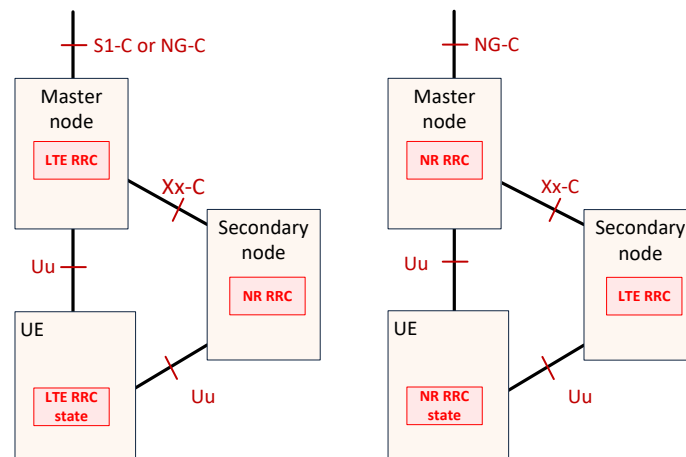 S1-C or NG-C
Master
node
LTE RRC
Xx-C
Secondary
node
NR RRC
Uu
UE
LTE RRC
state
Uu
NG-C
Master
node
NR RRC
Xx-C
Secondary
node
LTE RRC
Uu
UE
NR RRC
state
Uu